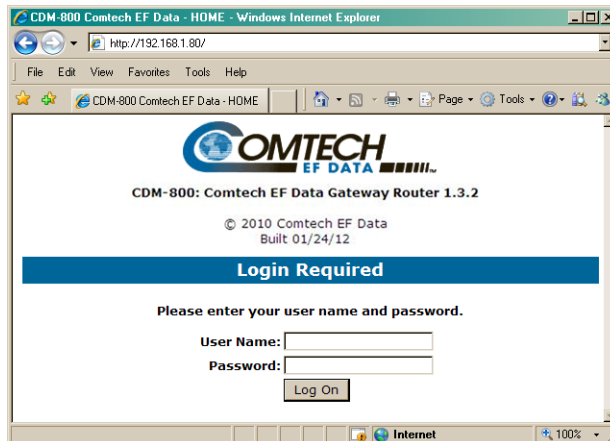 CDM-800 Comtech EF Data - HOME - Windows Internet Explorer
http://192.168.1.80/
File Edit View Favorites Tools Help
CDM-800 Comtech EF Data - HOME
Page Tools
COMTECH
EF DATA
CDM-800: Comtech EF Data Gateway Router 1.3.2
© 2010 Comtech EF Data
Built 01/24/12
Login Required
Please enter your user name and password.
User Name:
Password:
Log On
Internet 100%